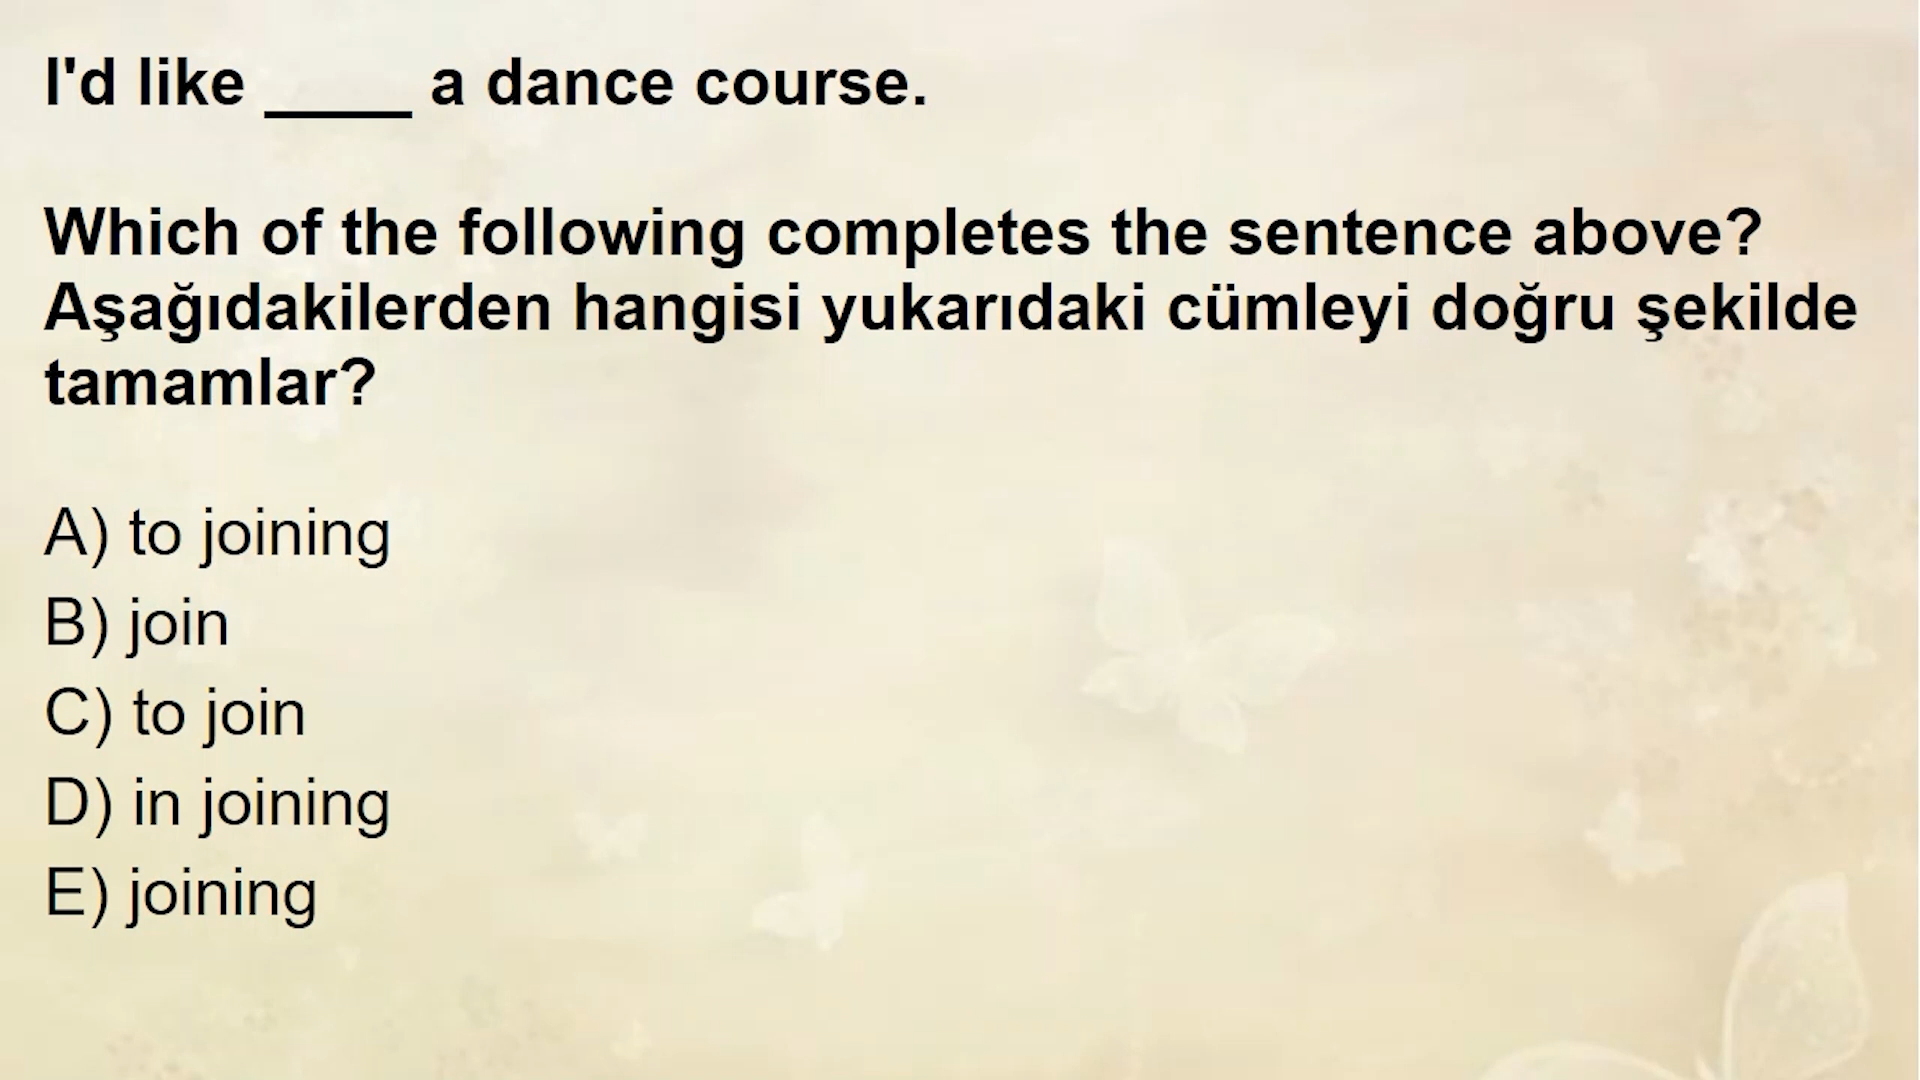 I'd like ____ a dance course.
Which of the following completes the sentence above?
Aşağıdakilerden hangisi yukarıdaki cümleyi doğru şekilde
tamamlar?
A) to joining
B) join
C) to join
D) in joining
E) joining